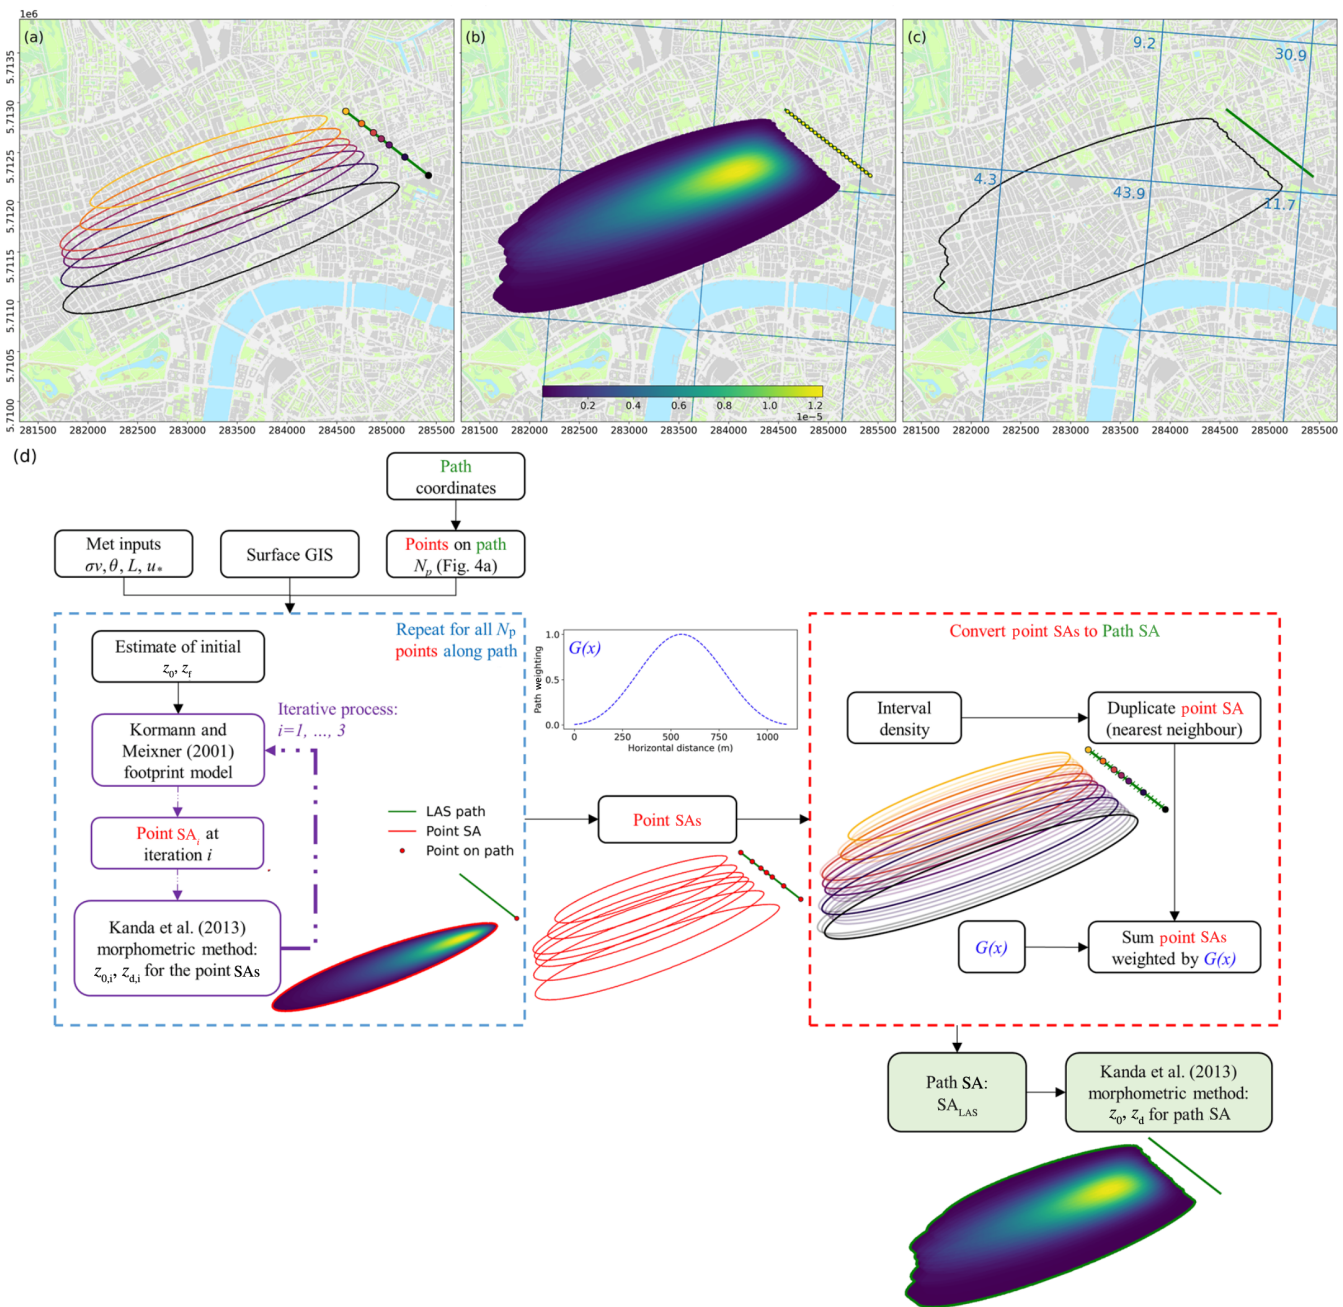 1e6
(a)
(b)
(c)
5.7135
5.7130
5.7125
5.7120
5.7115
5.7110
5.7105
5.7100
9.2
30.9
4.3
43.9
11.7
0.2 0.4 0.6 0.8 1.0 1.2
1e−5
281500 282000 282500 283000 283500 284000 284500 285000 285500
281500 282000 282500 283000 283500 284000 284500 285000 285500
281500 282000 282500 283000 283500 284000 284500 285000 285500
(d)
Path
coordinates
Met inputs
σv, θ, L, u*
Surface GIS
Points on path
Np (Fig. 4a)
Repeat for all Np
points along path
Estimate of initial
z0, zf
Iterative process:
i=1, ..., 3
Kormann and
Meixner (2001)
footprint model
Point SAi at
iteration i
Kanda et al. (2013)
morphometric method:
z0,i, zd,i for the point SAs
LAS path
Point SA
Point on path
G(x)
Path weighting
1.0
0.5
0.0
0 250 500 750 1000
Horizontal distance (m)
Point SAs
Convert point SAs to Path SA
Interval
density
Duplicate point SA
(nearest neighbour)
G(x)
Sum point SAs
weighted by G(x)
Path SA:
SALAS
Kanda et al. (2013)
morphometric method:
z0, zd for path SA